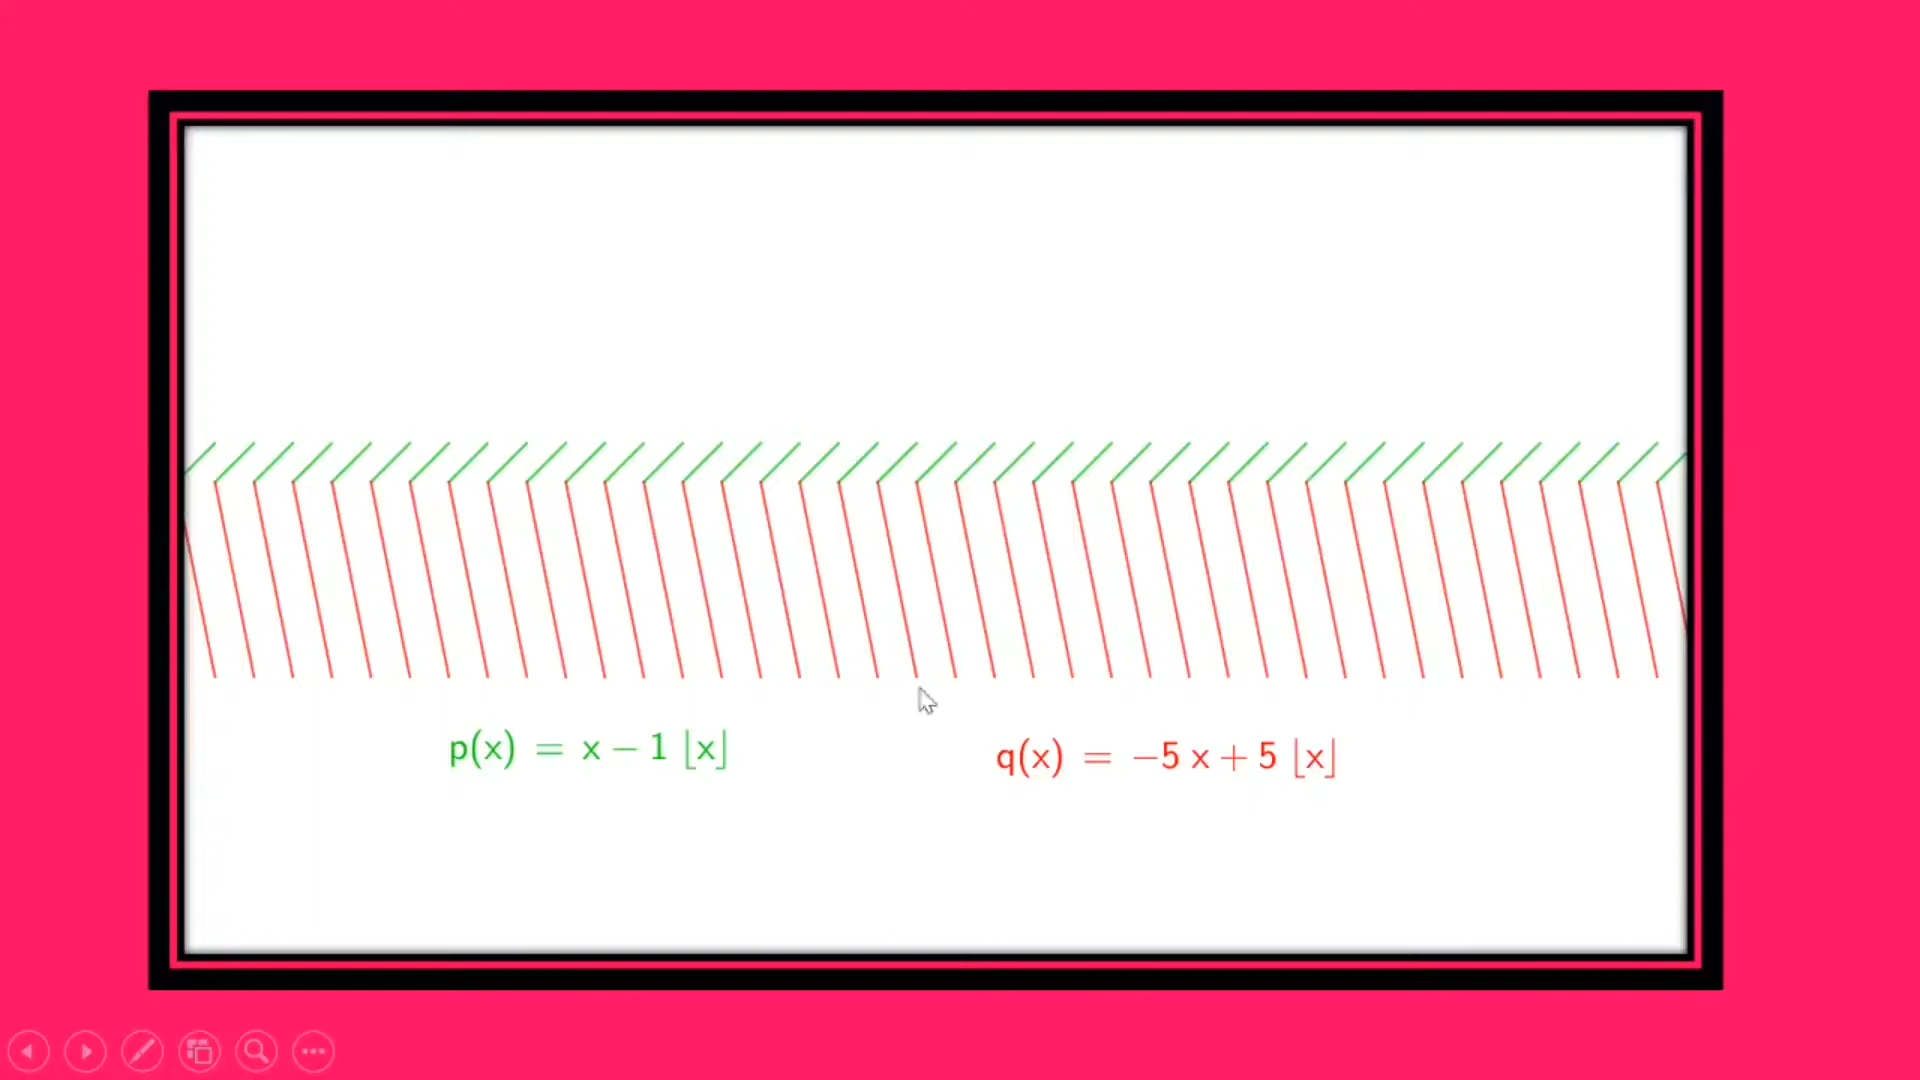 p(x) = x − 1 ⌊x⌋
q(x) = −5 x + 5 ⌊x⌋